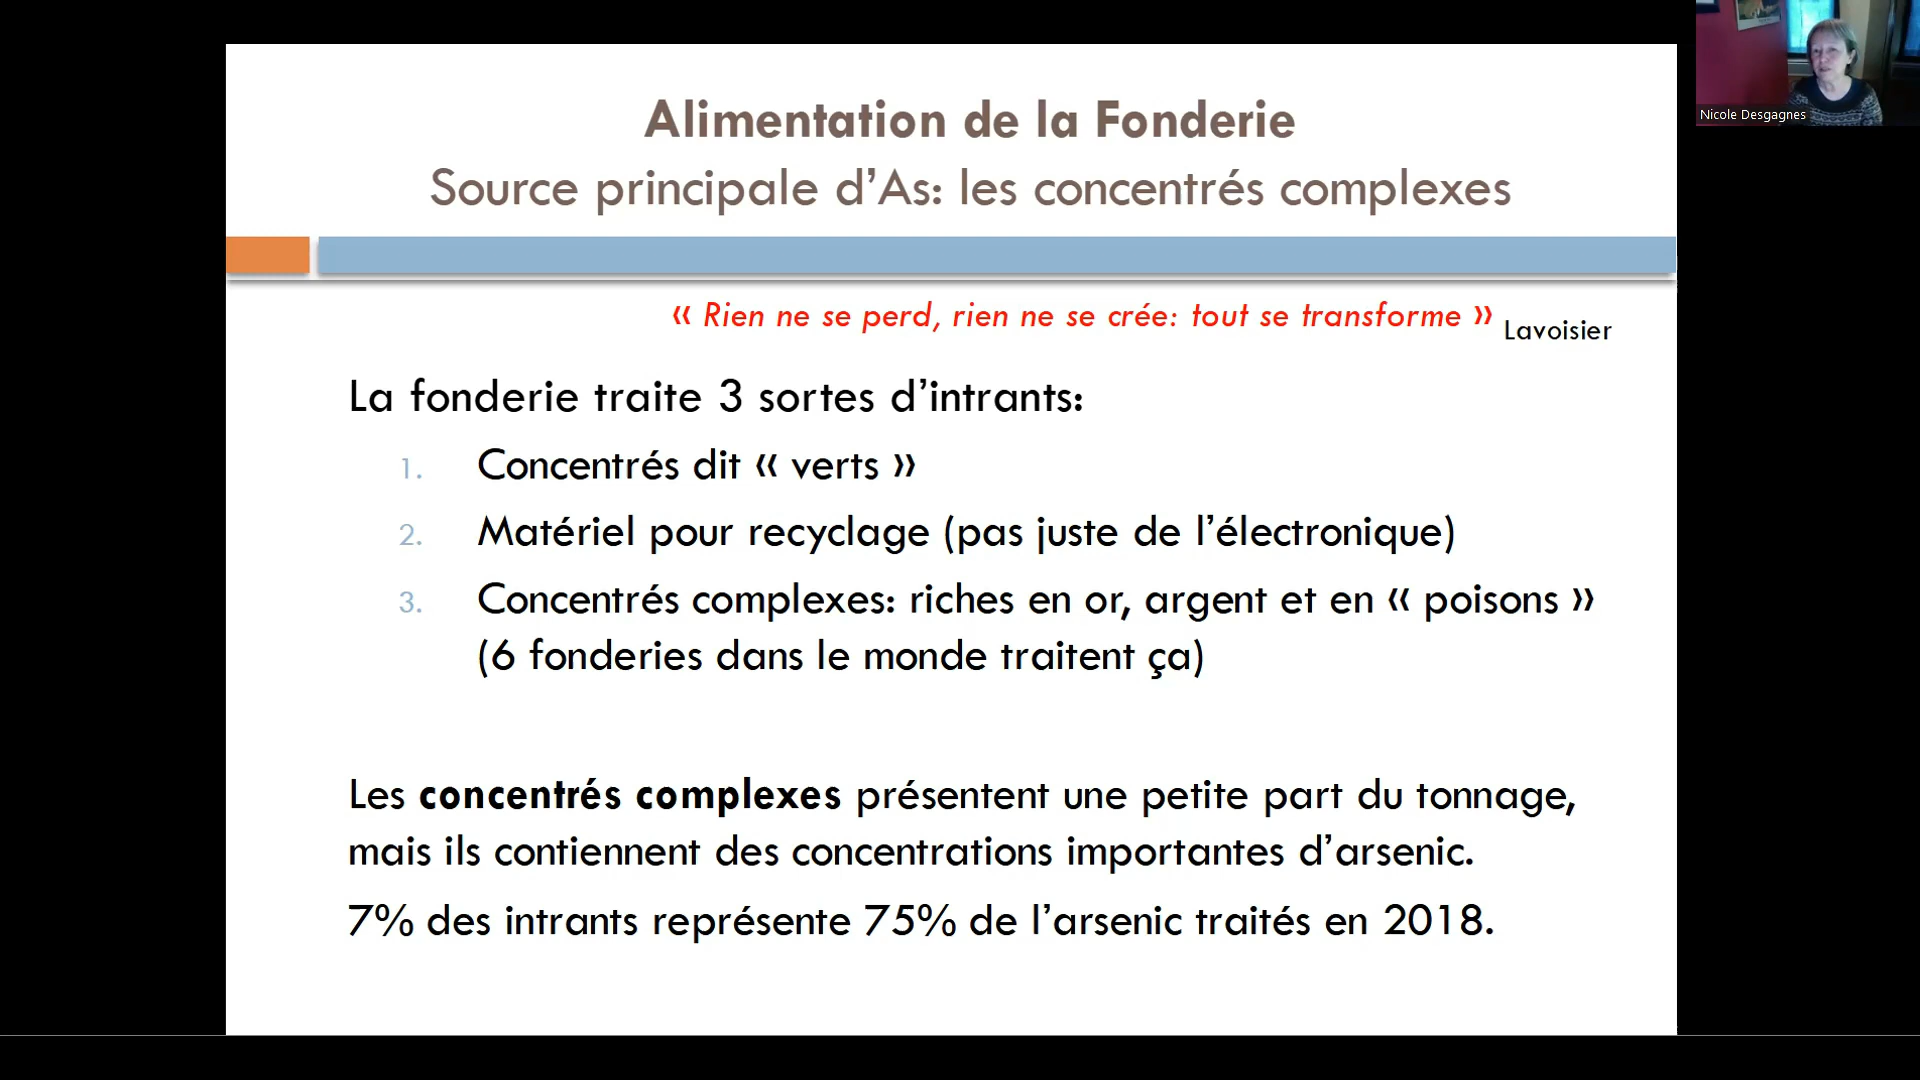 Alimentation de la Fonderie
Source principale d’As: les concentrés complexes
« Rien ne se perd, rien ne se crée: tout se transforme » Lavoisier
La fonderie traite 3 sortes d’intrants:
1. Concentrés dit « verts »
2. Matériel pour recyclage (pas juste de l’électronique)
3. Concentrés complexes: riches en or, argent et en « poisons »
(6 fonderies dans le monde traitent ça)
Les concentrés complexes présentent une petite part du tonnage,
mais ils contiennent des concentrations importantes d’arsenic.
7% des intrants représente 75% de l’arsenic traités en 2018.
Nicole Desgagnes